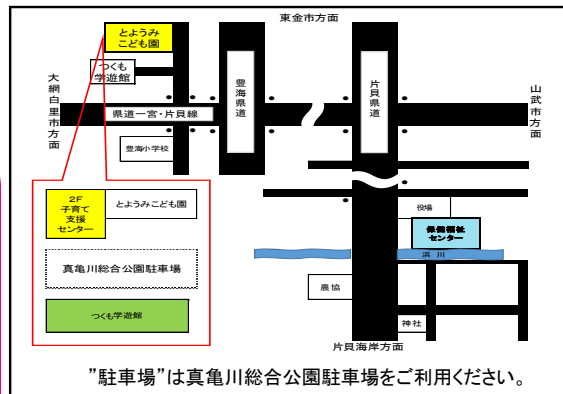 東金市方面
とようみ
こども園
つくも
学遊館
大網白里市方面
豊海県道
片貝県道
山武市方面
県道一宮・片貝線
豊海小学校
2F
子育て
支援
センター
とようみこども園
役場
保健福祉
センター
真亀川総合公園駐車場
浜川
農協
つくも学遊館
神社
片貝海岸方面
”駐車場”は真亀川総合公園駐車場をご利用ください。